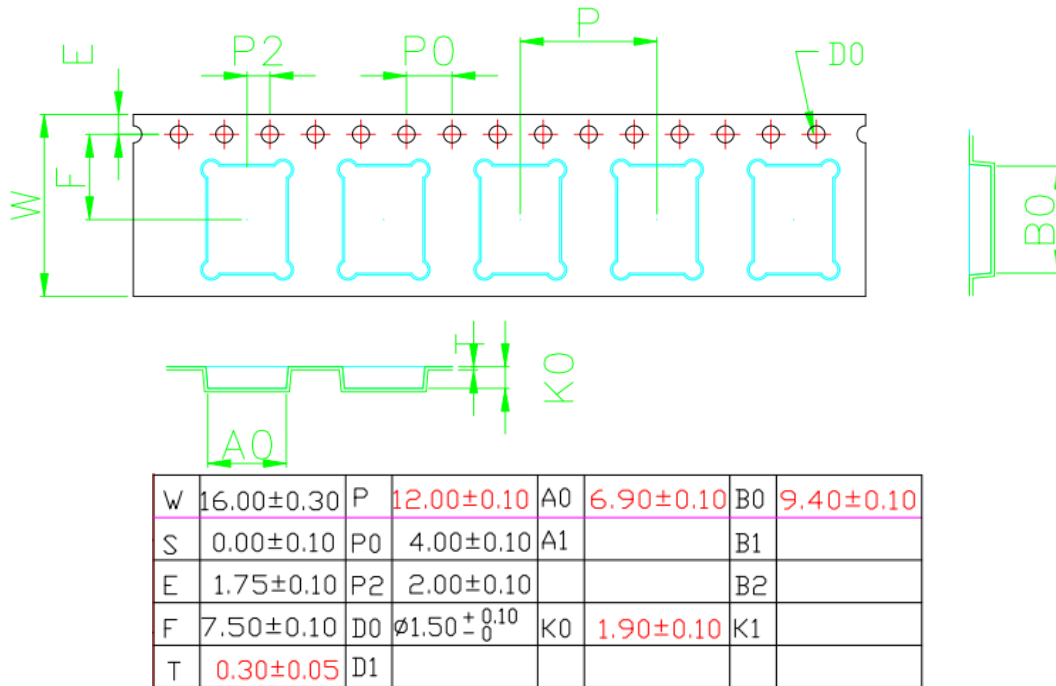 P
E
P2
P0
D0
W
F
B0
T
K0
A0
W 16.00±0.30 P 12.00±0.10 A0 6.90±0.10 B0 9.40±0.10
S 0.00±0.10 P0 4.00±0.10 A1 B1
E 1.75±0.10 P2 2.00±0.10 B2
F 7.50±0.10 D0 Ø1.50 +0.10 -0 K0 1.90±0.10 K1
T 0.30±0.05 D1